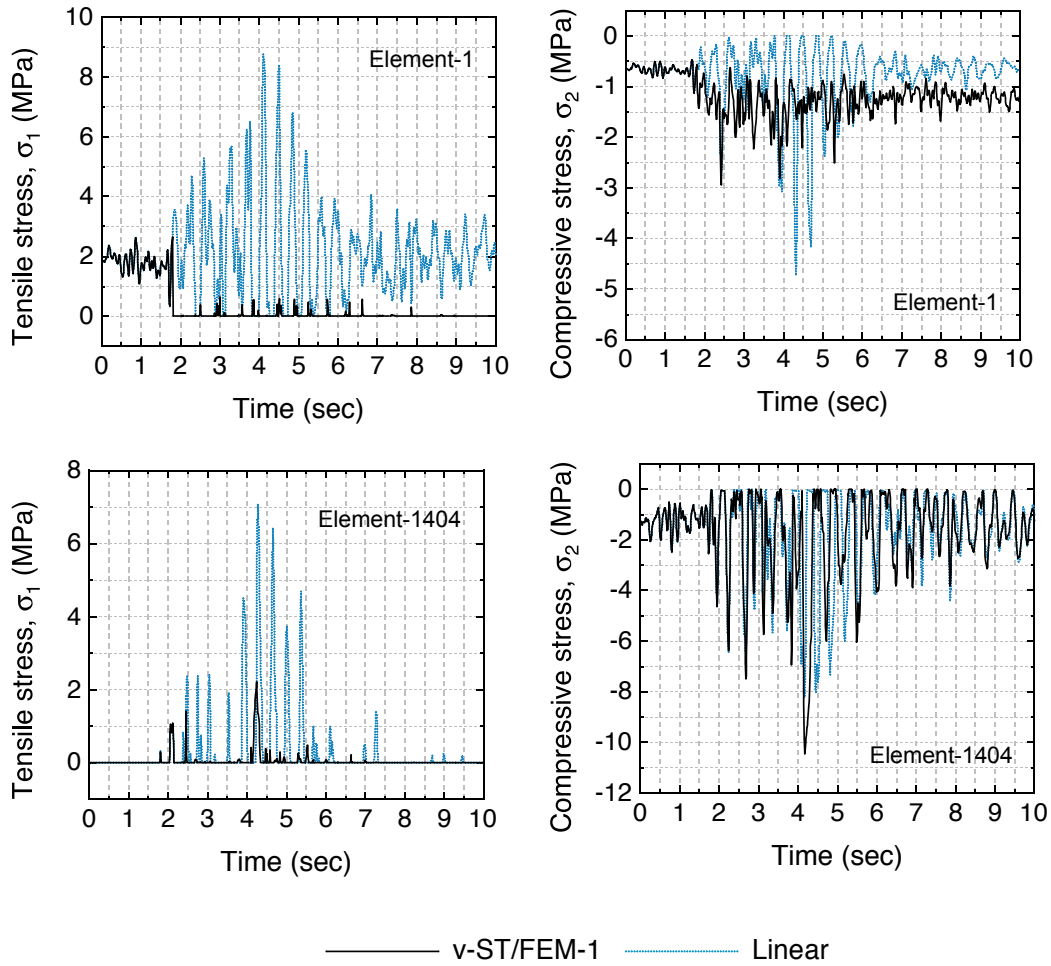 Tensile stress, σ₁ (MPa)
10
8
6
4
2
0
Element-1
0 1 2 3 4 5 6 7 8 9 10
Time (sec)
Compressive stress, σ₂ (MPa)
0
-1
-2
-3
-4
-5
-6
Element-1
0 1 2 3 4 5 6 7 8 9 10
Time (sec)
Tensile stress, σ₁ (MPa)
8
6
4
2
0
Element-1404
0 1 2 3 4 5 6 7 8 9 10
Time (sec)
Compressive stress, σ₂ (MPa)
0
-2
-4
-6
-8
-10
-12
Element-1404
0 1 2 3 4 5 6 7 8 9 10
Time (sec)
v-ST/FEM-1 Linear